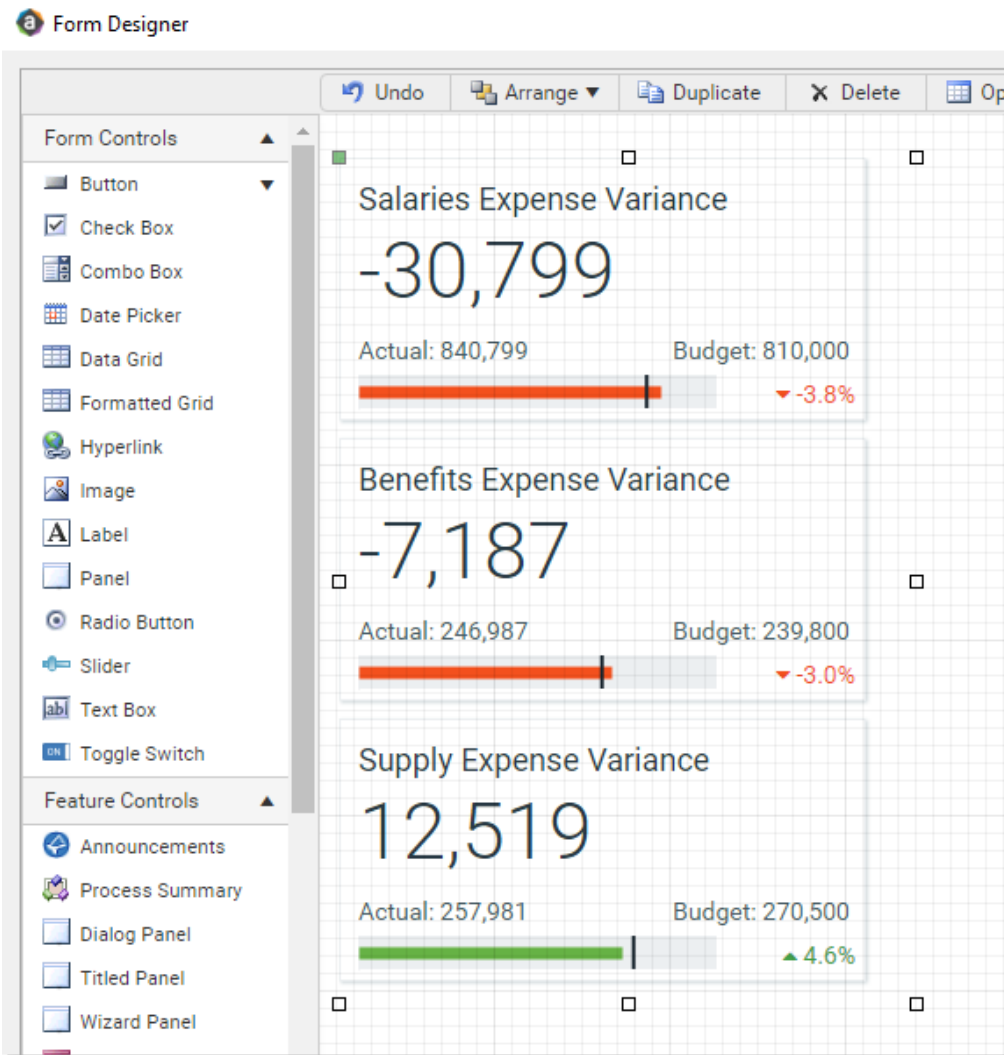 Form Designer
Undo Arrange Duplicate Delete Op
Form Controls
Button
Check Box
Combo Box
Date Picker
Data Grid
Formatted Grid
Hyperlink
Image
A Label
Panel
Radio Button
Slider
abl Text Box
ON Toggle Switch
Feature Controls
Announcements
Process Summary
Dialog Panel
Titled Panel
Wizard Panel
Salaries Expense Variance
-30,799
Actual: 840,799 Budget: 810,000
-3.8%
Benefits Expense Variance
-7,187
Actual: 246,987 Budget: 239,800
-3.0%
Supply Expense Variance
12,519
Actual: 257,981 Budget: 270,500
4.6%